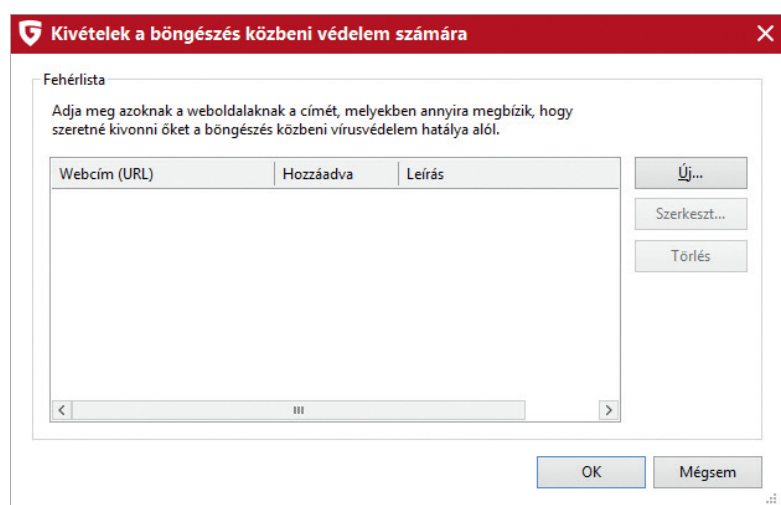 Kivételek a böngészés közbeni védelem számára
Fehérlista
Adja meg azoknak a weboldalaknak a címét, melyekben annyira megbízik, hogy
szeretné kivonni őket a böngészés közbeni vírusvédelem hatálya alól.
Webcím (URL) Hozzáadva Leírás
Új...
Szerkeszt...
Törlés
OK Mégsem